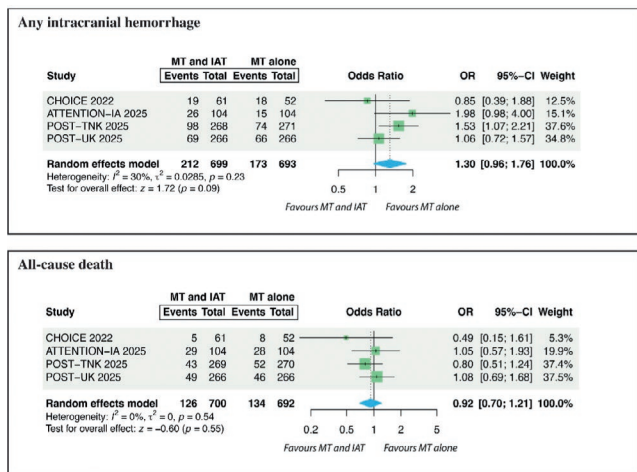 Any intracranial hemorrhage
MT and IAT MT alone
Study Events Total Events Total Odds Ratio OR 95%−CI Weight
CHOICE 2022 19 61 18 52 0.85 [0.39; 1.88] 12.5%
ATTENTION-IA 2025 26 104 15 104 1.98 [0.98; 4.00] 15.1%
POST-TNK 2025 98 268 74 271 1.53 [1.07; 2.21] 37.6%
POST-UK 2025 69 266 66 266 1.06 [0.72; 1.57] 34.8%
Random effects model 212 699 173 693 1.30 [0.96; 1.76] 100.0%
Heterogeneity: I² = 30%, τ² = 0.0285, p = 0.23
Test for overall effect: z = 1.72 (p = 0.09)
0.5 1 2
Favours MT and IAT Favours MT alone
All-cause death
MT and IAT MT alone
Study Events Total Events Total Odds Ratio OR 95%−CI Weight
CHOICE 2022 5 61 8 52 0.49 [0.15; 1.61] 5.3%
ATTENTION-IA 2025 29 104 28 104 1.05 [0.57; 1.93] 19.9%
POST-TNK 2025 43 269 52 270 0.80 [0.51; 1.24] 37.4%
POST-UK 2025 49 266 46 266 1.08 [0.69; 1.68] 37.5%
Random effects model 126 700 134 692 0.92 [0.70; 1.21] 100.0%
Heterogeneity: I² = 0%, τ² = 0, p = 0.54
Test for overall effect: z = −0.60 (p = 0.55)
0.2 0.5 1 2 5
Favours MT and IAT Favours MT alone